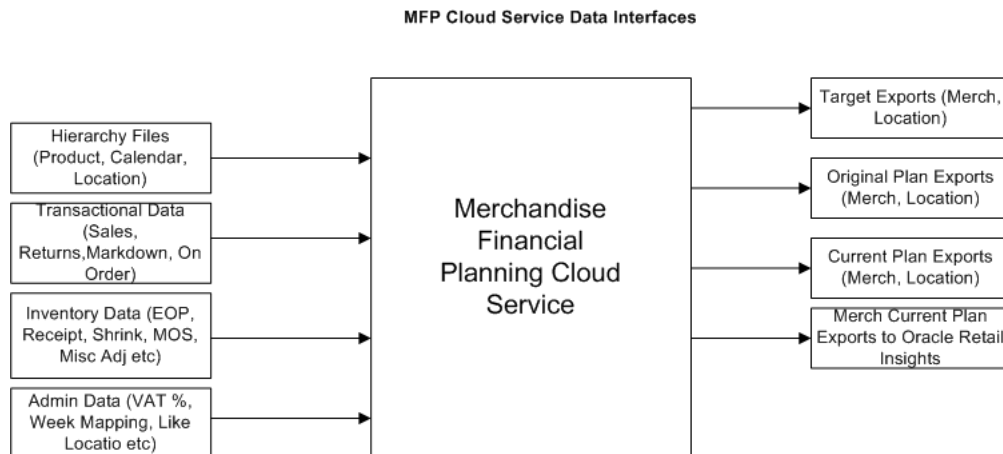 MFP Cloud Service Data Interfaces
Hierarchy Files
(Product, Calendar,
Location)
Transactional Data
(Sales,
Returns,Markdown, On
Order)
Inventory Data (EOP,
Receipt, Shrink, MOS,
Misc Adj etc)
Admin Data (VAT %,
Week Mapping, Like
Locatio etc)
Merchandise
Financial
Planning Cloud
Service
Target Exports (Merch,
Location)
Original Plan Exports
(Merch, Location)
Current Plan Exports
(Merch, Location)
Merch Current Plan
Exports to Oracle Retail
Insights